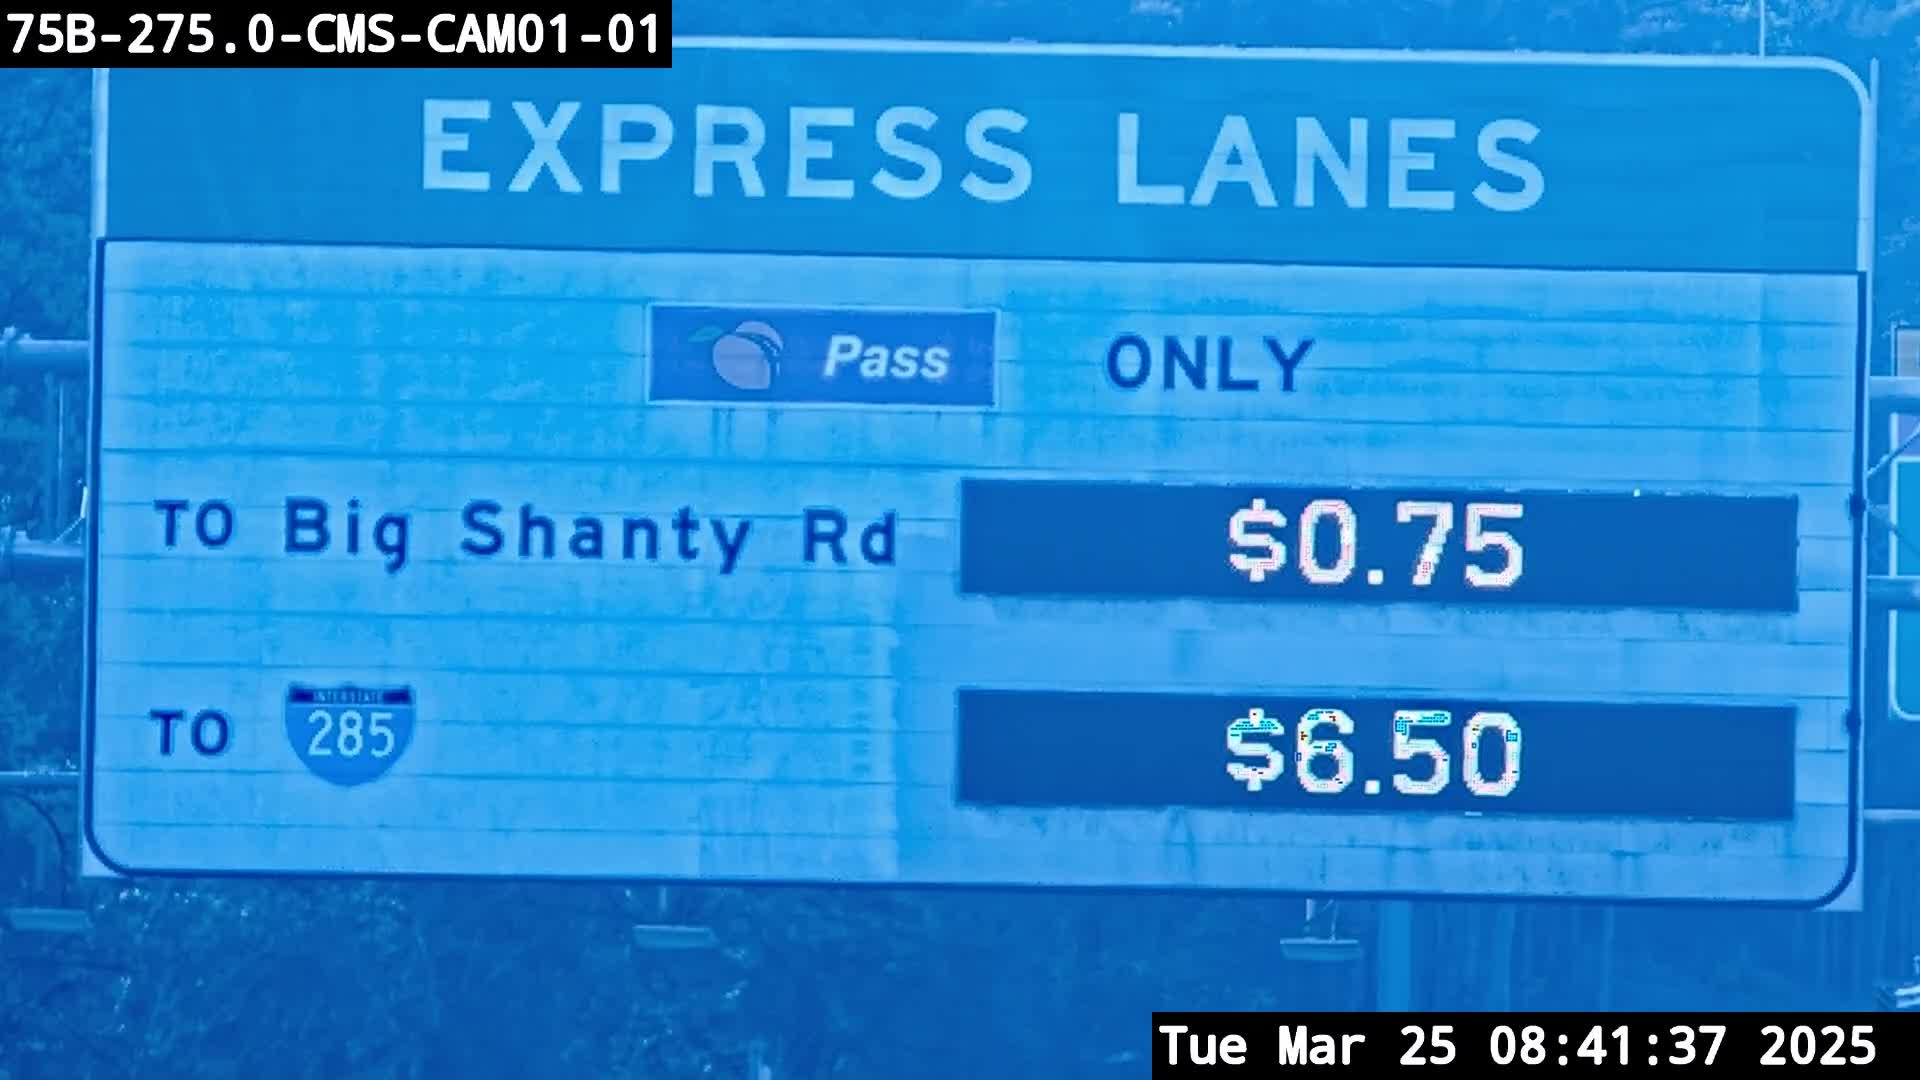 75B-275.0-CMS-CAM01-01
EXPRESS LANES
Pass ONLY
TO Big Shanty Rd $0.75
TO INTERSTATE 285 $6.50
Tue Mar 25 08:41:37 2025